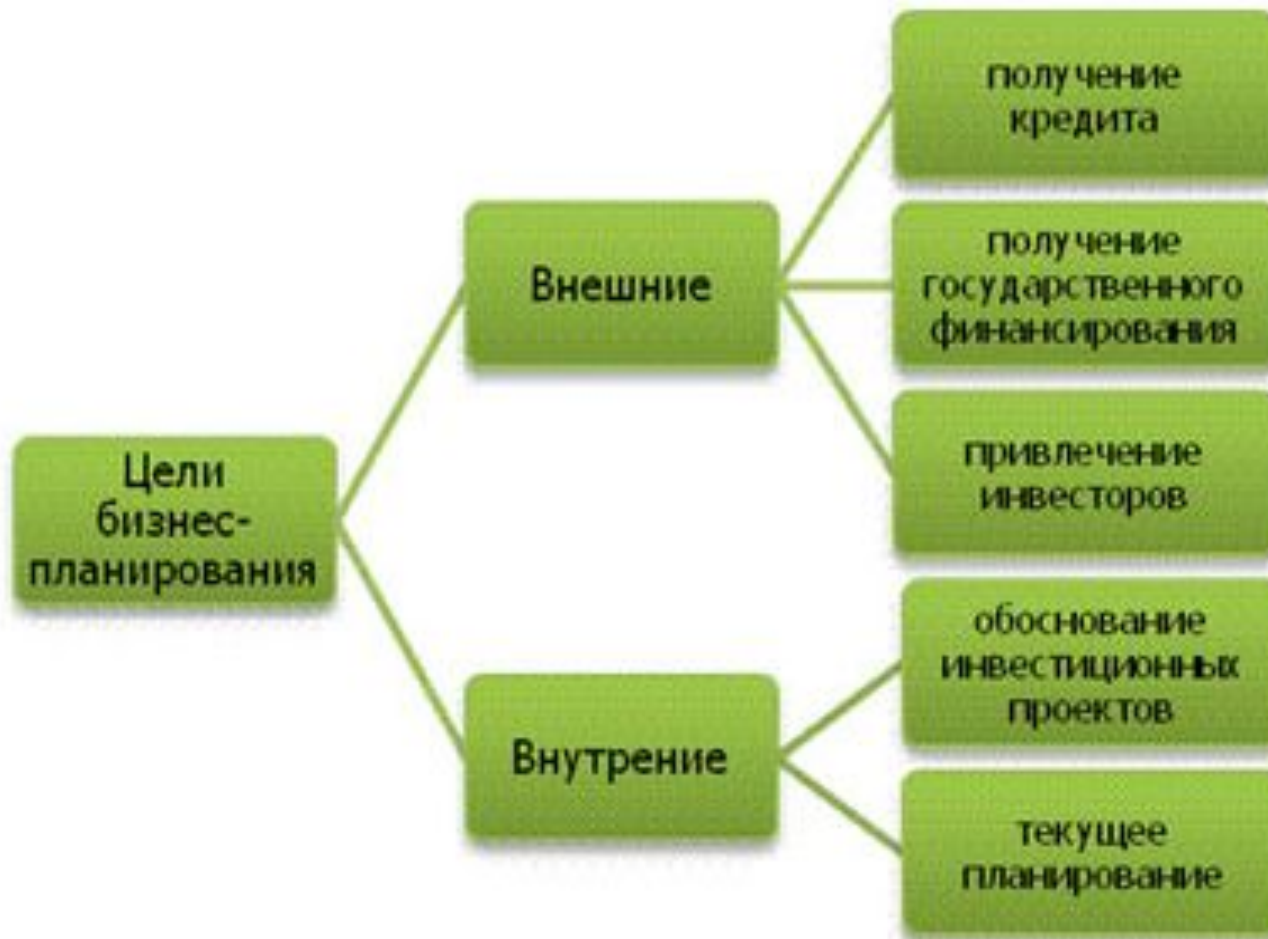 Цели
бизнес-
планирования
Внешние
получение
кредита
получение
государственного
финансирования
привлечение
инвесторов
Внутрение
обоснование
инвестиционных
проектов
текущее
планирование